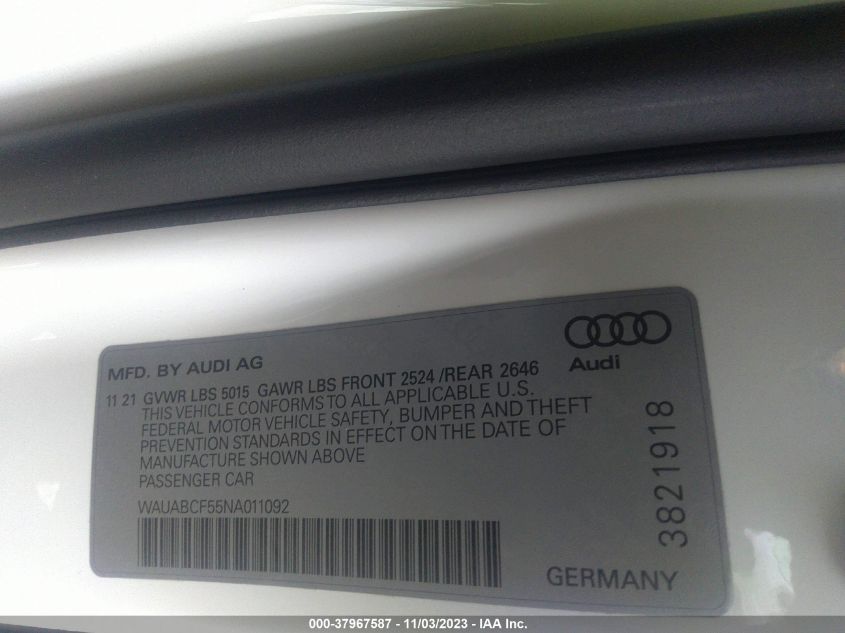 MFD. BY AUDI AG
11 21 GVWR LBS 5015 GAWR LBS FRONT 2524 /REAR 2646
THIS VEHICLE CONFORMS TO ALL APPLICABLE U.S.
FEDERAL MOTOR VEHICLE SAFETY, BUMPER AND THEFT
PREVENTION STANDARDS IN EFFECT ON THE DATE OF
MANUFACTURE SHOWN ABOVE
PASSENGER CAR
WAUABCF55NA011092
Audi
3821918
GERMANY
000-37967587 - 11/03/2023 - IAA Inc.